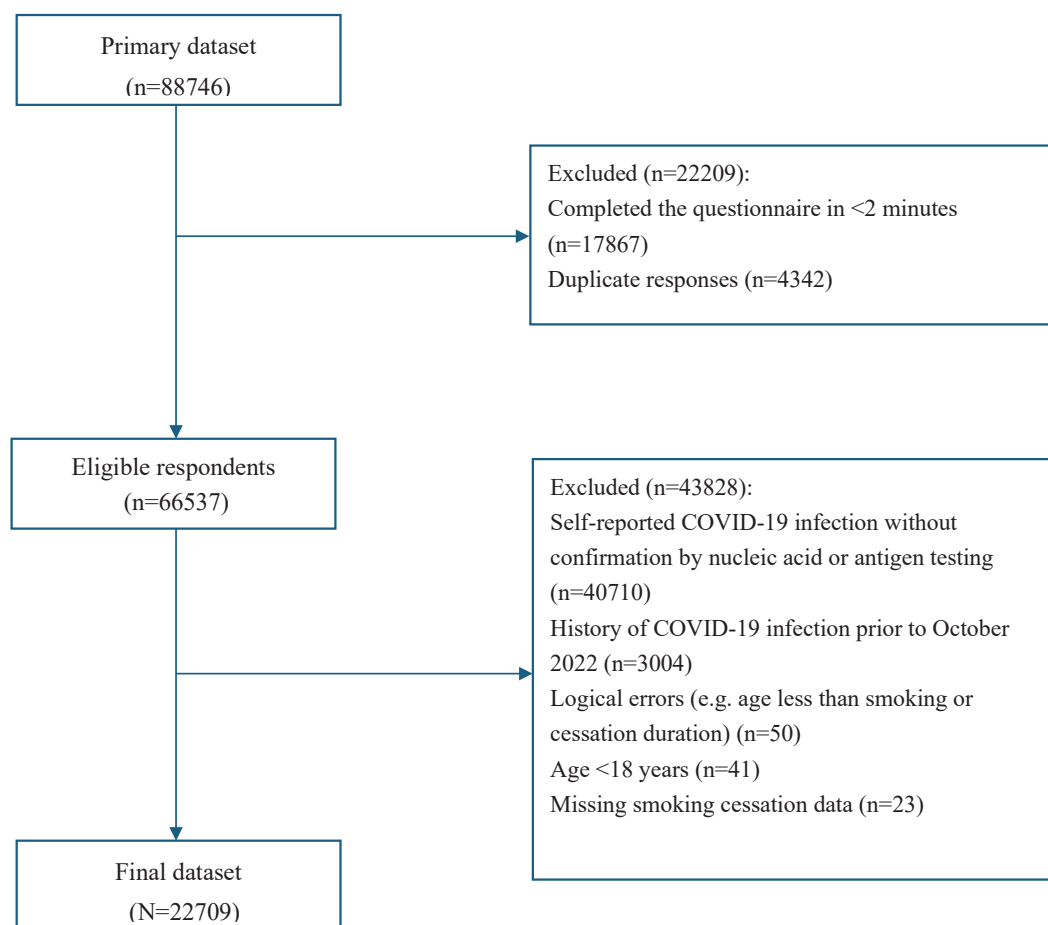 Primary dataset
(n=88746)
Excluded (n=22209):
Completed the questionnaire in <2 minutes
(n=17867)
Duplicate responses (n=4342)
Eligible respondents
(n=66537)
Excluded (n=43828):
Self-reported COVID-19 infection without
confirmation by nucleic acid or antigen testing
(n=40710)
History of COVID-19 infection prior to October
2022 (n=3004)
Logical errors (e.g. age less than smoking or
cessation duration) (n=50)
Age <18 years (n=41)
Missing smoking cessation data (n=23)
Final dataset
(N=22709)